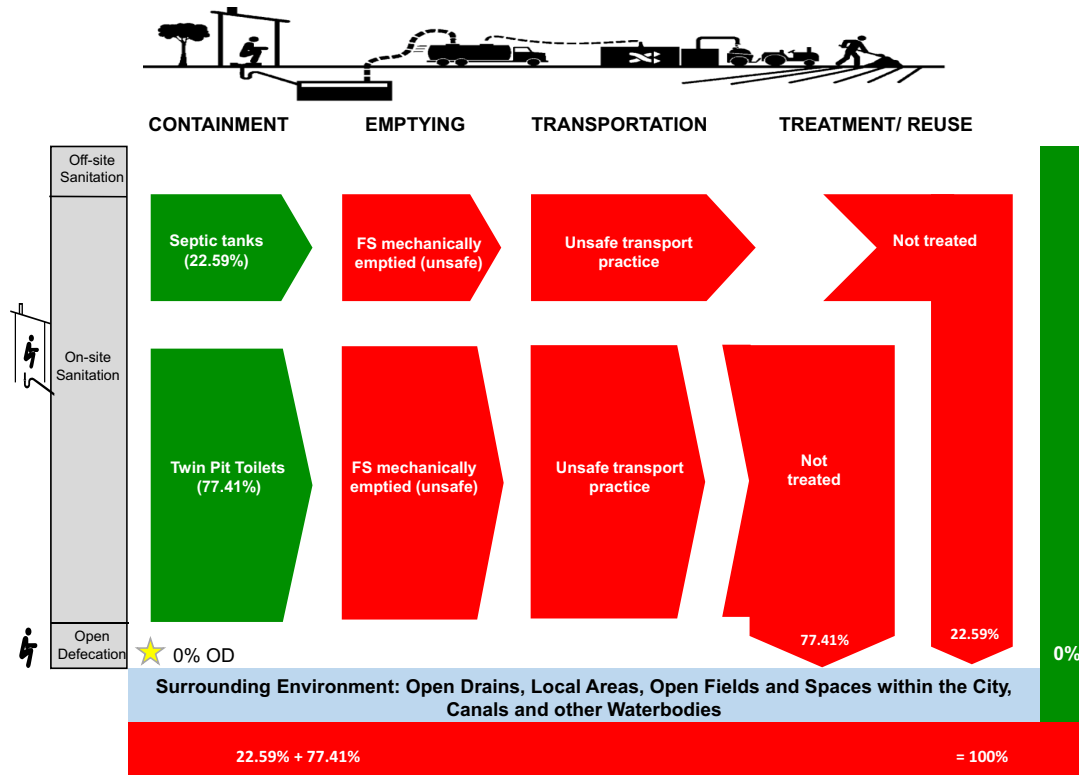 CONTAINMENT
EMPTYING
TRANSPORTATION
TREATMENT/ REUSE
Off-site
Sanitation
Septic tanks
(22.59%)
FS mechanically
emptied (unsafe)
Unsafe transport
practice
Not treated
On-site
Sanitation
Twin Pit Toilets
(77.41%)
FS mechanically
emptied (unsafe)
Unsafe transport
practice
Not
treated
77.41%
22.59%
Open
Defecation
0% OD
0%
Surrounding Environment: Open Drains, Local Areas, Open Fields and Spaces within the City,
Canals and other Waterbodies
22.59% + 77.41%
= 100%